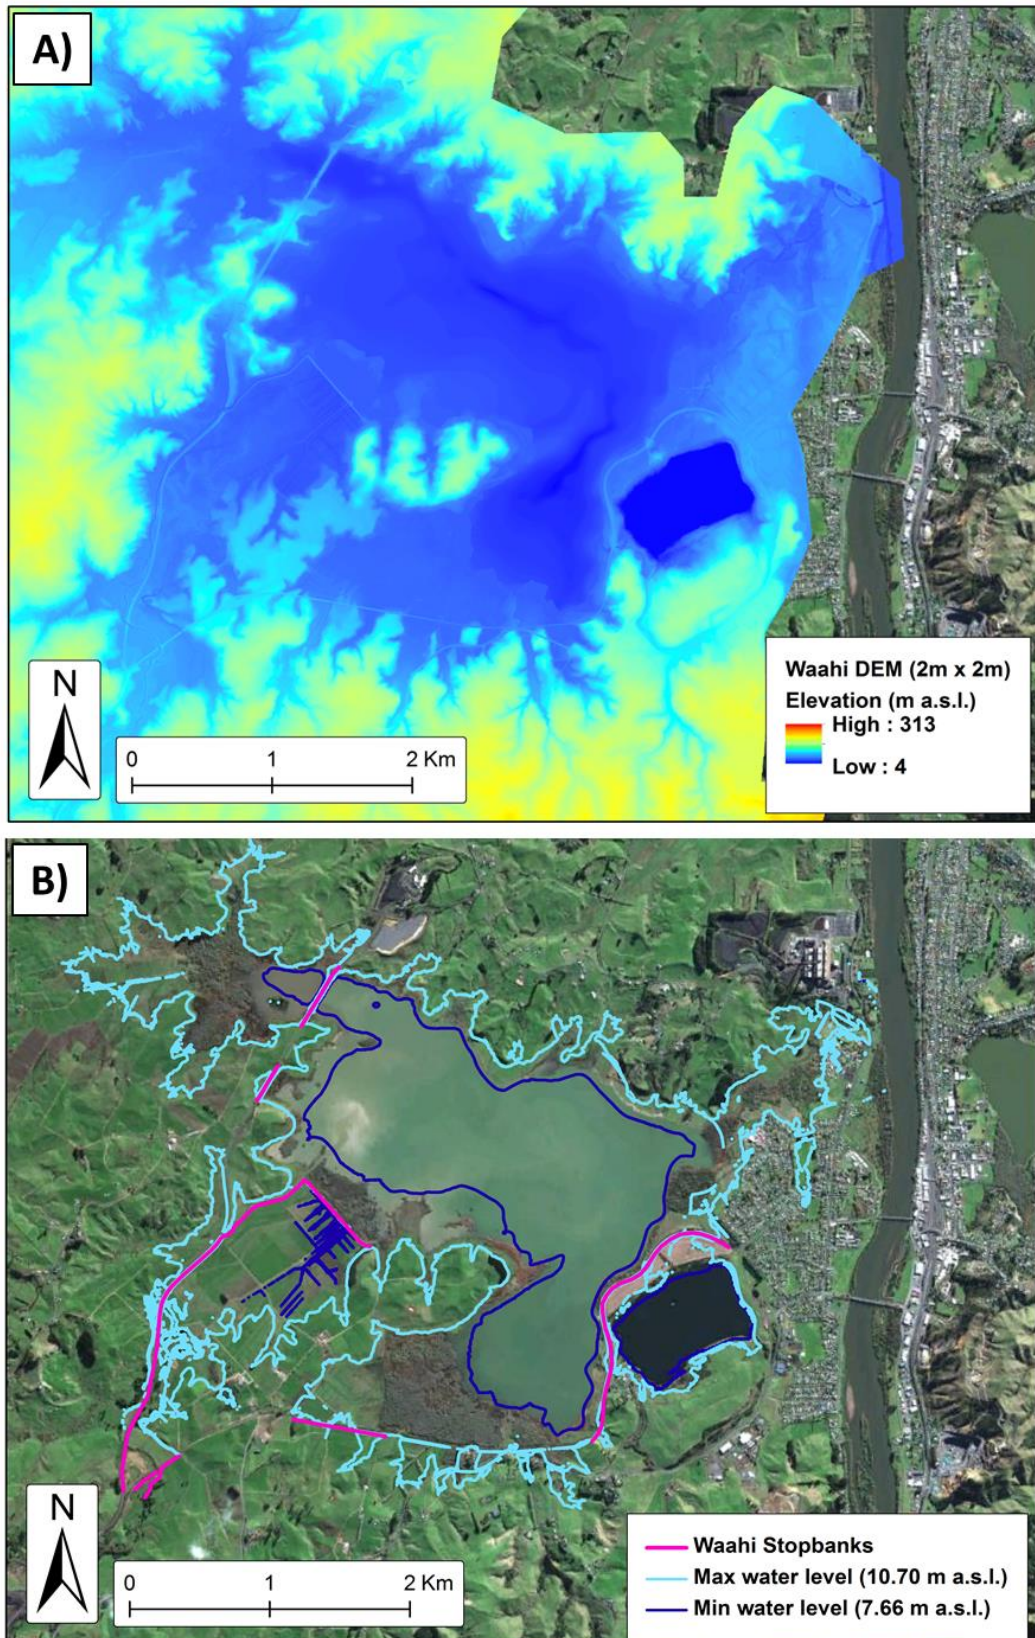 A)
Waahi DEM (2m x 2m)
Elevation (m a.s.l.)
High : 313
Low : 4
N
0 1 2 Km
B)
N
0 1 2 Km
Waahi Stopbanks
Max water level (10.70 m a.s.l.)
Min water level (7.66 m a.s.l.)